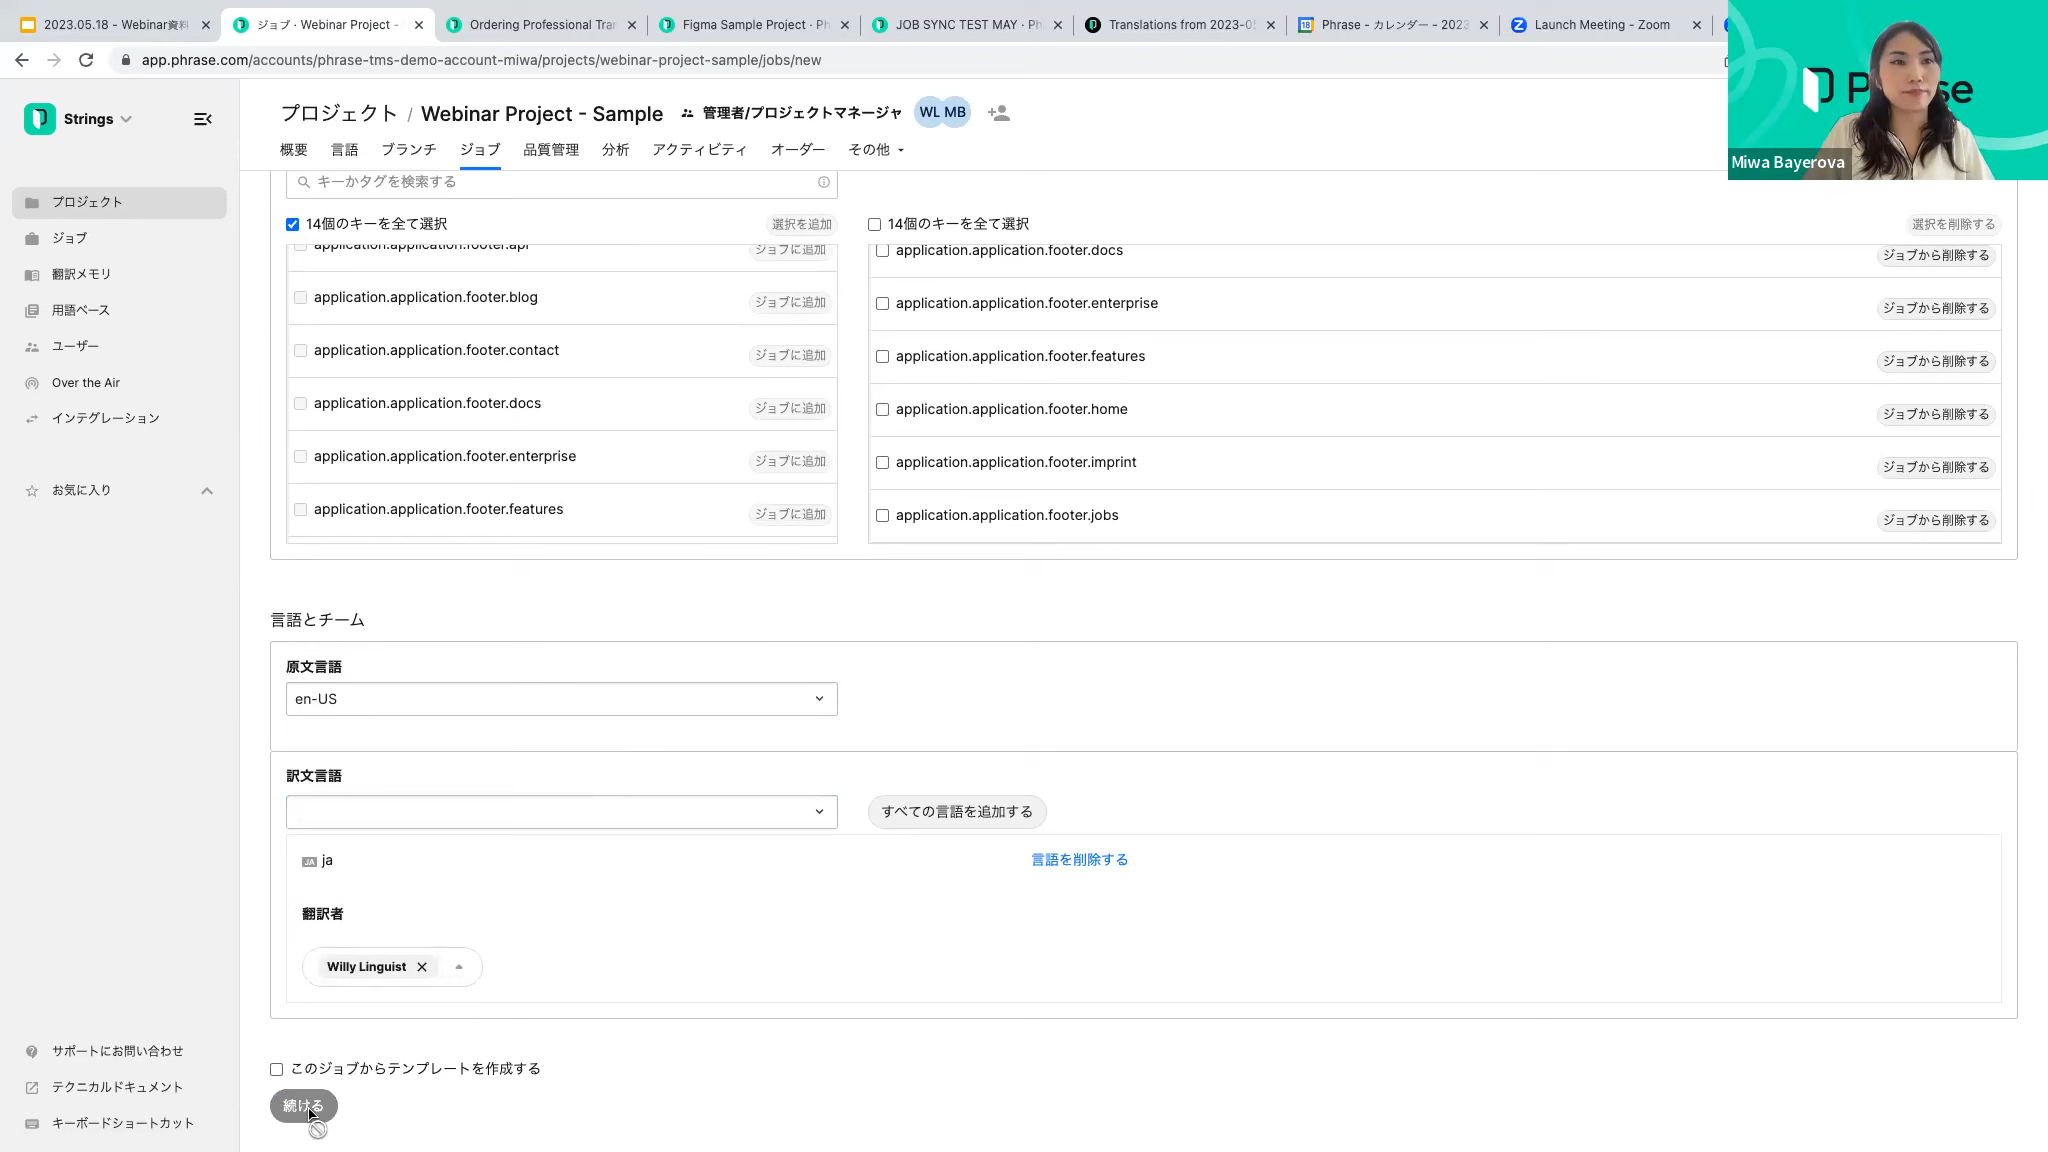 2023.05.18 - Webinar資料
ジョブ · Webinar Project -
Ordering Professional Tra
Figma Sample Project · Ph
JOB SYNC TEST MAY · Ph
Translations from 2023-0
Phrase - カレンダー - 2023
Launch Meeting - Zoom
app.phrase.com/accounts/phrase-tms-demo-account-miwa/projects/webinar-project-sample/jobs/new
Miwa Bayerova
Strings
プロジェクト / Webinar Project - Sample 管理者/プロジェクトマネージャ WL MB
概要 言語 ブランチ ジョブ 品質管理 分析 アクティビティ オーダー その他
プロジェクト
ジョブ
翻訳メモリ
用語ベース
ユーザー
Over the Air
インテグレーション
お気に入り
サポートにお問い合わせ
テクニカルドキュメント
キーボードショートカット
キーかタグを検索する
14個のキーを全て選択 選択を追加
application.application.footer.api ジョブに追加
application.application.footer.blog ジョブに追加
application.application.footer.contact ジョブに追加
application.application.footer.docs ジョブに追加
application.application.footer.enterprise ジョブに追加
application.application.footer.features ジョブに追加
14個のキーを全て選択 選択を削除する
application.application.footer.docs ジョブから削除する
application.application.footer.enterprise ジョブから削除する
application.application.footer.features ジョブから削除する
application.application.footer.home ジョブから削除する
application.application.footer.imprint ジョブから削除する
application.application.footer.jobs ジョブから削除する
言語とチーム
原文言語
en-US
訳文言語
すべての言語を追加する
JA ja 言語を削除する
翻訳者
Willy Linguist
このジョブからテンプレートを作成する
続ける